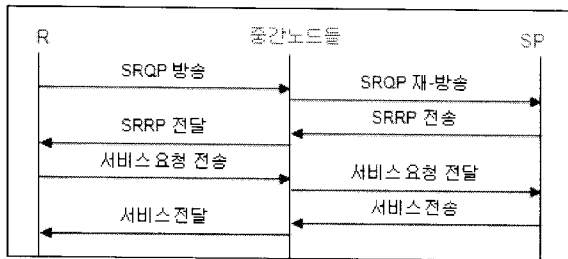 R 중간노드들 SP
SRQP 방송
SRQP 재-방송
SRRP 전송
SRRP 전달
서비스 요청 전송
서비스 요청 전달
서비스 전송
서비스 전달